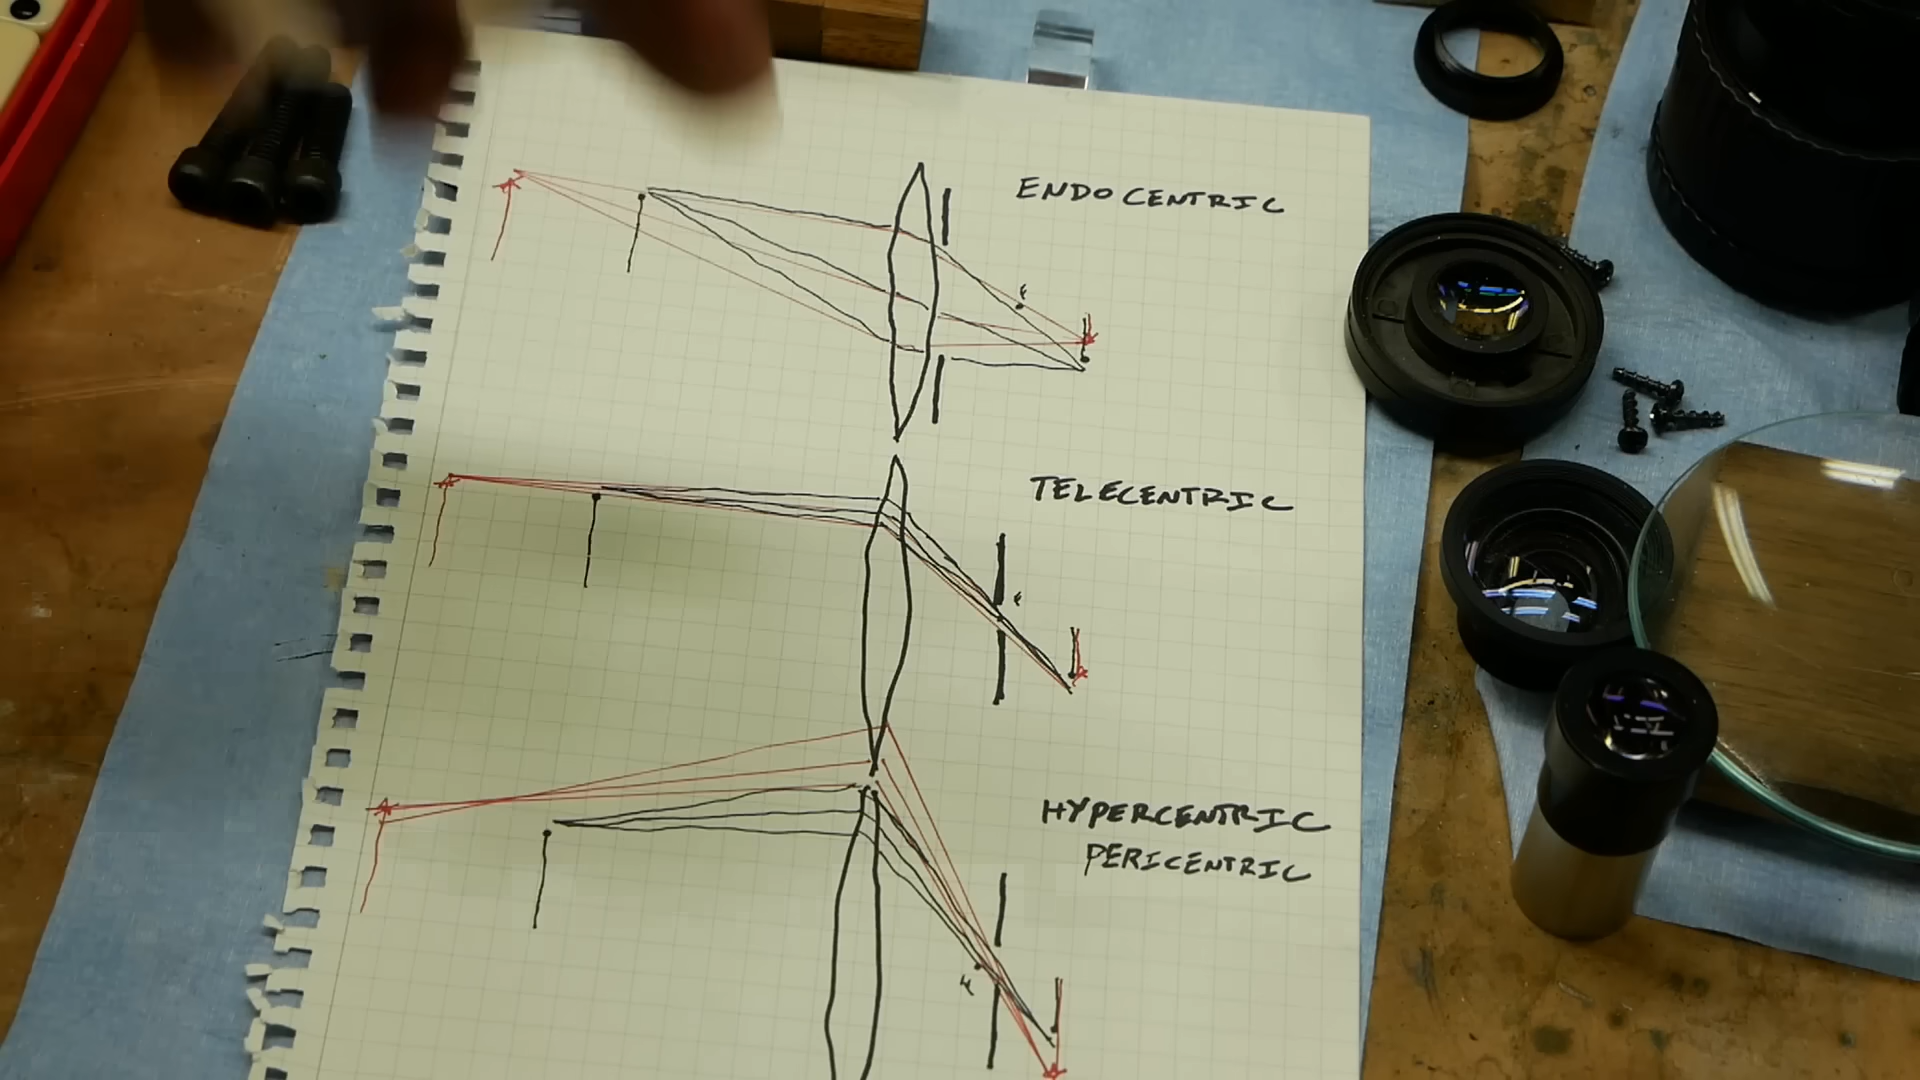 ENDOCENTRIC
F
TELECENTRIC
F
HYPERCENTRIC
PERICENTRIC
F